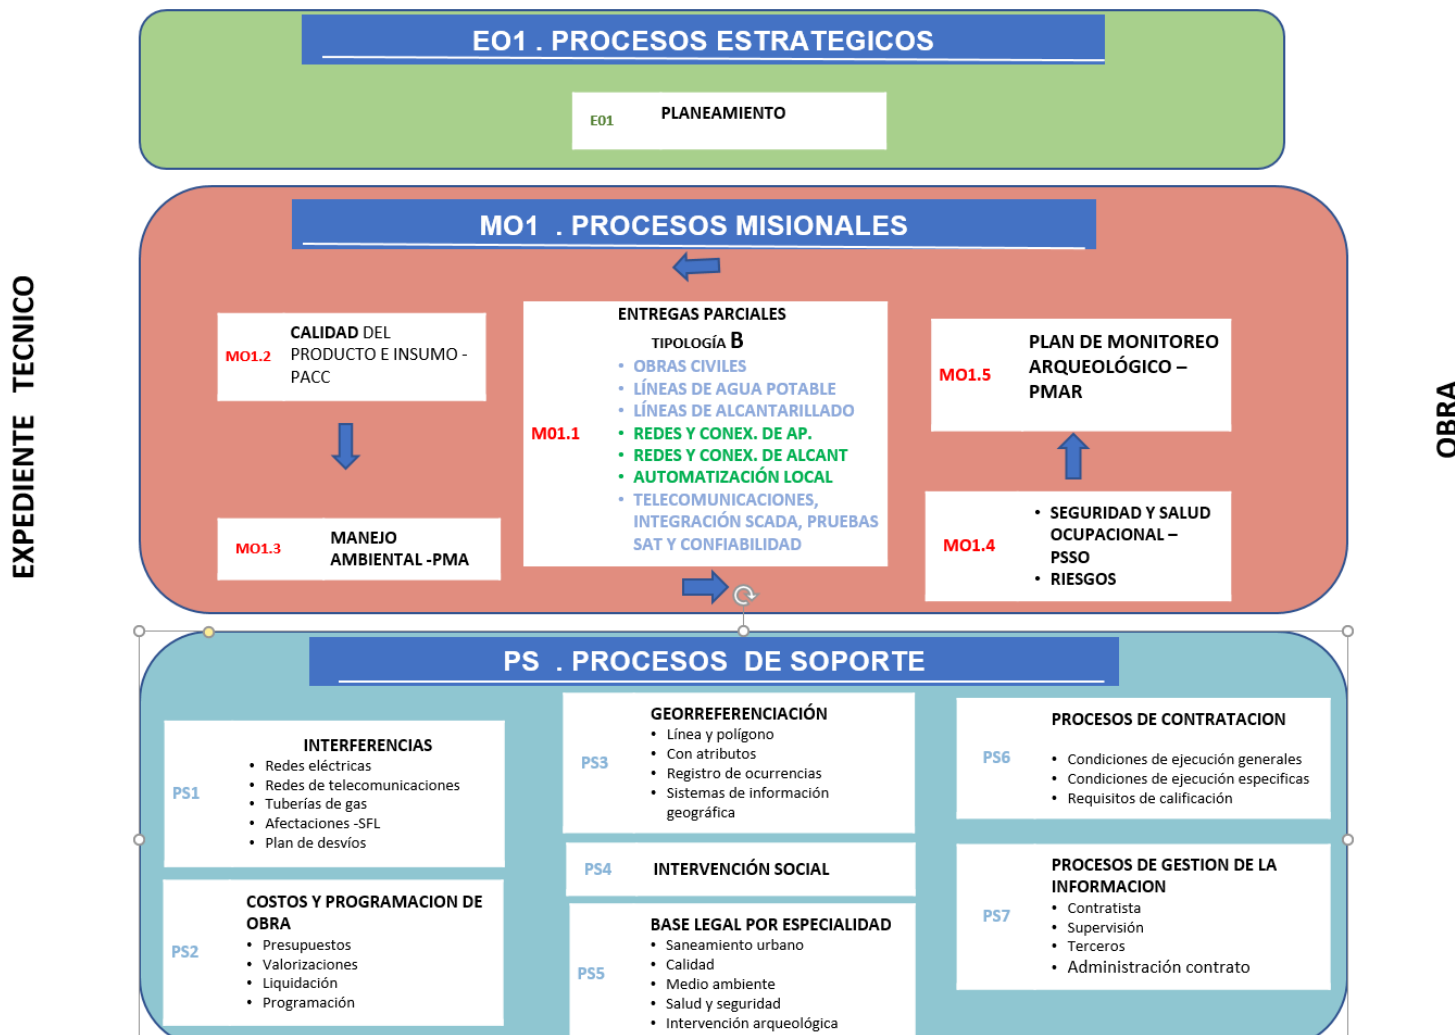 EO1 . PROCESOS ESTRATEGICOS
E01
PLANEAMIENTO
EXPEDIENTE TECNICO
MO1 . PROCESOS MISIONALES
MO1.2
CALIDAD DEL
PRODUCTO E INSUMO -
PACC
MO1.3
MANEJO
AMBIENTAL -PMA
M01.1
ENTREGAS PARCIALES
TIPOLOGÍA B
• OBRAS CIVILES
• LÍNEAS DE AGUA POTABLE
• LÍNEAS DE ALCANTARILLADO
• REDES Y CONEX. DE AP.
• REDES Y CONEX. DE ALCANT
• AUTOMATIZACIÓN LOCAL
• TELECOMUNICACIONES,
INTEGRACIÓN SCADA, PRUEBAS
SAT Y CONFIABILIDAD
MO1.5
PLAN DE MONITOREO
ARQUEOLÓGICO –
PMAR
MO1.4
• SEGURIDAD Y SALUD
OCUPACIONAL –
PSSO
• RIESGOS
OBRA
PS . PROCESOS DE SOPORTE
PS1
INTERFERENCIAS
• Redes eléctricas
• Redes de telecomunicaciones
• Tuberías de gas
• Afectaciones -SFL
• Plan de desvíos
PS2
COSTOS Y PROGRAMACION DE
OBRA
• Presupuestos
• Valorizaciones
• Liquidación
• Programación
PS3
GEORREFERENCIACIÓN
• Línea y polígono
• Con atributos
• Registro de ocurrencias
• Sistemas de información
geográfica
PS4
INTERVENCIÓN SOCIAL
PS5
BASE LEGAL POR ESPECIALIDAD
• Saneamiento urbano
• Calidad
• Medio ambiente
• Salud y seguridad
• Intervención arqueológica
PS6
PROCESOS DE CONTRATACION
• Condiciones de ejecución generales
• Condiciones de ejecución especificas
• Requisitos de calificación
PS7
PROCESOS DE GESTION DE LA
INFORMACION
• Contratista
• Supervisión
• Terceros
• Administración contrato